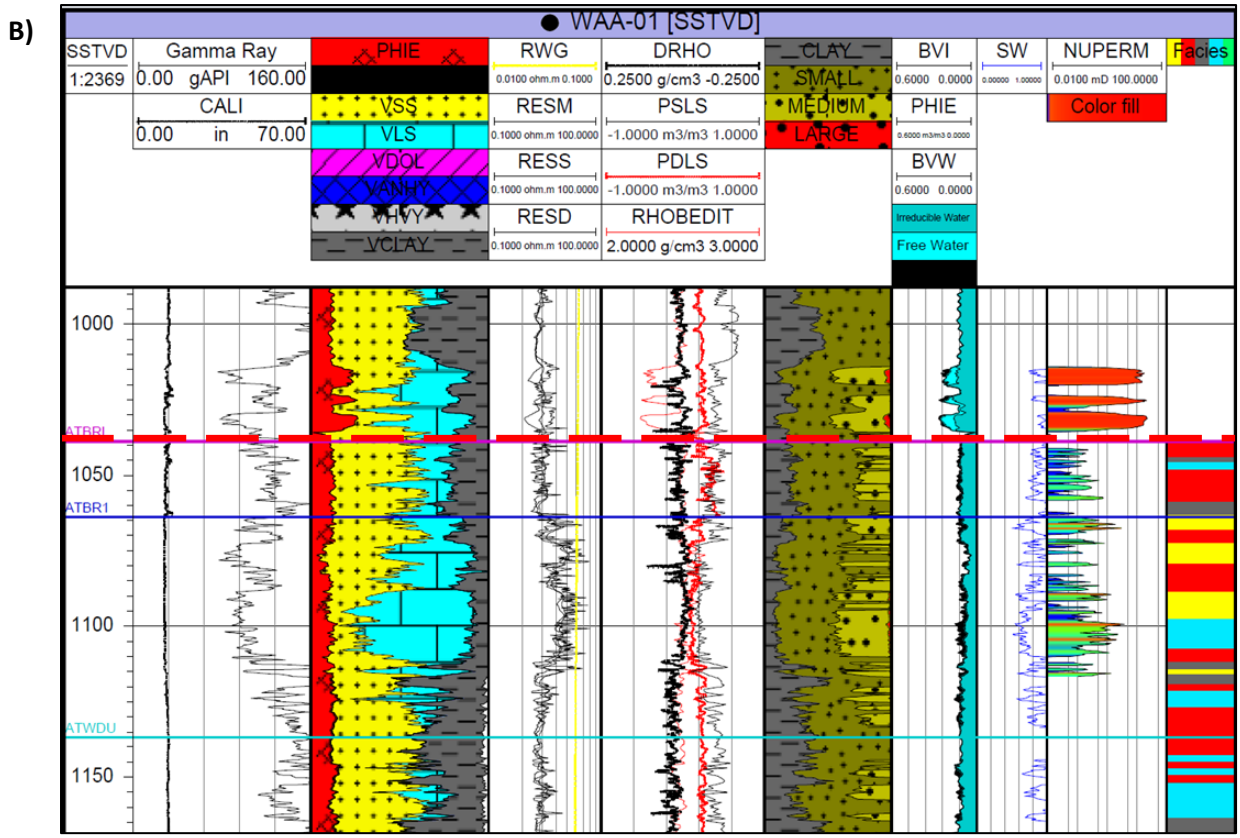 B)
● WAA-01 [SSTVD]
SSTVD
1:2369
Gamma Ray
0.00 gAPI 160.00
CALI
0.00 in 70.00
PHIE
VSS
VLS
VDOL
VANHY
VHVY
VCLAY
RWG
0.0100 ohm.m 0.1000
RESM
0.1000 ohm.m 100.0000
RESS
0.1000 ohm.m 100.0000
RESD
0.1000 ohm.m 100.0000
DRHO
0.2500 g/cm3 -0.2500
PSLS
-1.0000 m3/m3 1.0000
PDLS
-1.0000 m3/m3 1.0000
RHOBEDIT
2.0000 g/cm3 3.0000
CLAY
SMALL
MEDIUM
LARGE
BVI
0.6000 0.0000
PHIE
0.6000 m3/m3 0.0000
BVW
0.6000 0.0000
Irreducible Water
Free Water
SW
0.00000 1.00000
NUPERM
0.0100 mD 100.0000
Color fill
Facies
1000
ATBRL
1050
ATBR1
1100
ATWDU
1150